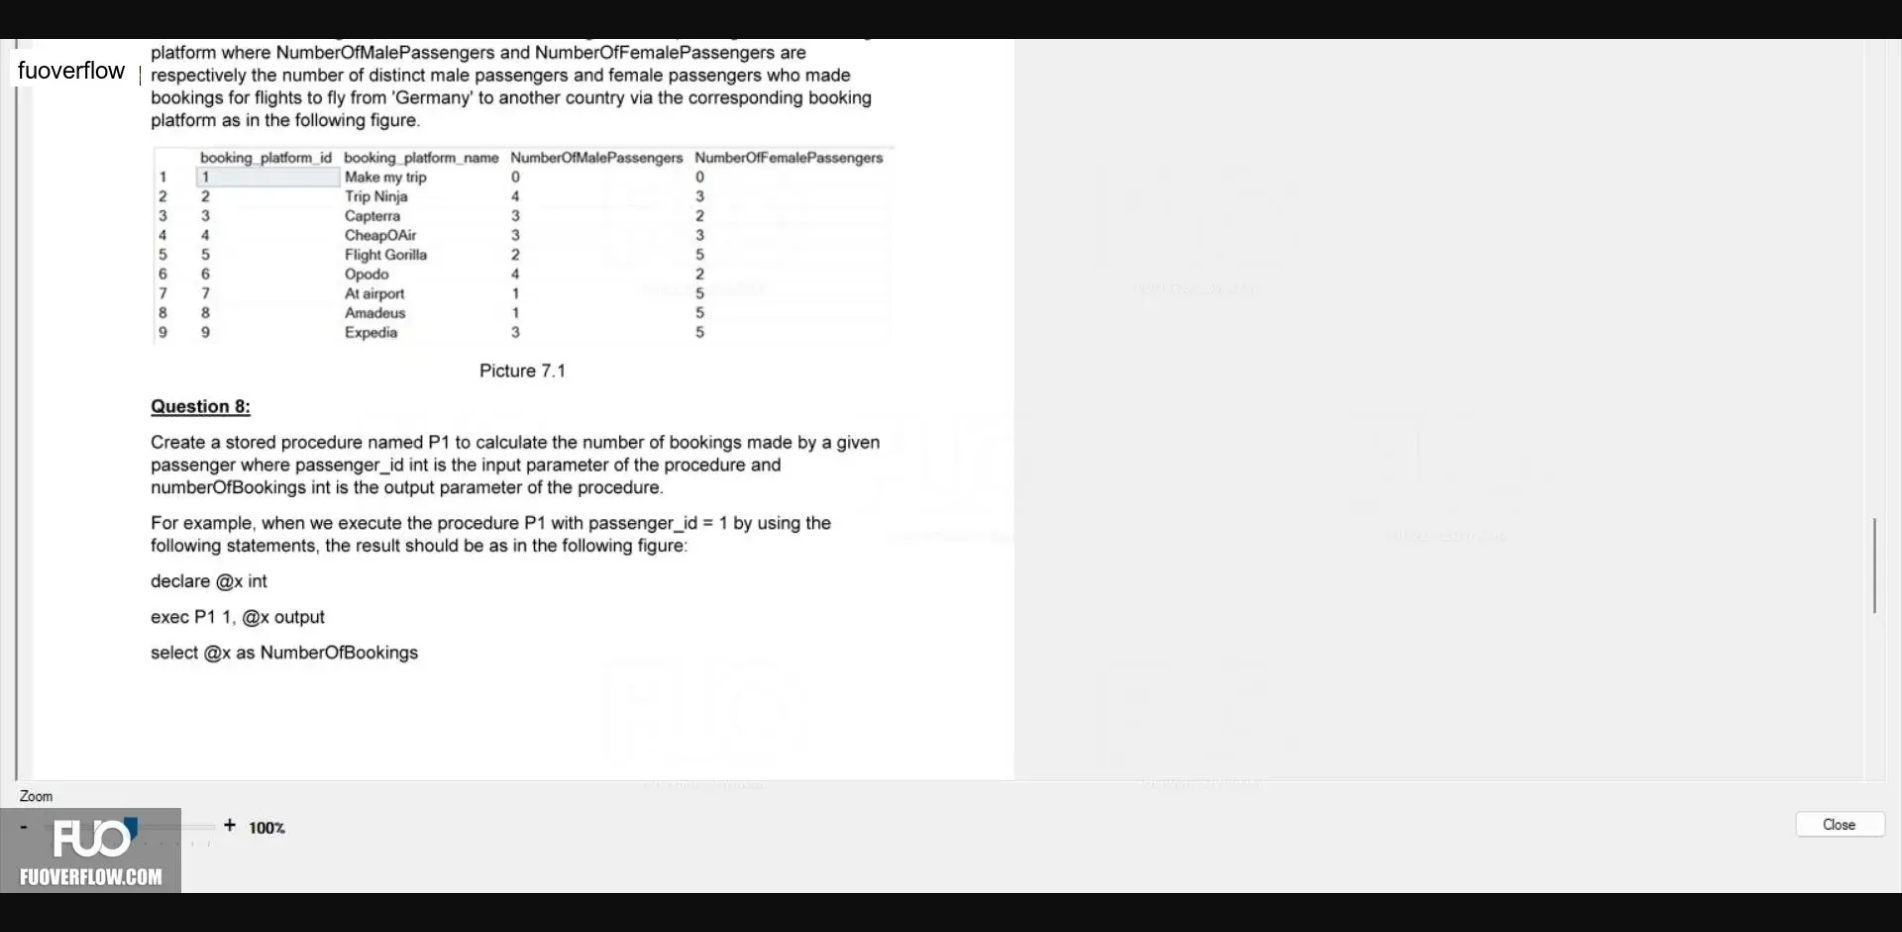 platform where NumberOfMalePassengers and NumberOfFemalePassengers are
fuoverflow
respectively the number of distinct male passengers and female passengers who made
bookings for flights to fly from 'Germany' to another country via the corresponding booking
platform as in the following figure.
booking_platform_id booking_platform_name NumberOfMalePassengers NumberOfFemalePassengers
1 1 Make my trip 0 0
2 2 Trip Ninja 4 3
3 3 Capterra 3 2
4 4 CheapOAir 3 3
5 5 Flight Gorilla 2 5
6 6 Opodo 4 2
7 7 At airport 1 5
8 8 Amadeus 1 5
9 9 Expedia 3 5
Picture 7.1
Question 8:
Create a stored procedure named P1 to calculate the number of bookings made by a given
passenger where passenger_id int is the input parameter of the procedure and
numberOfBookings int is the output parameter of the procedure.
For example, when we execute the procedure P1 with passenger_id = 1 by using the
following statements, the result should be as in the following figure:
declare @x int
exec P1 1, @x output
select @x as NumberOfBookings
Zoom
- + 100%
Close
FUO
FUOVERFLOW.COM